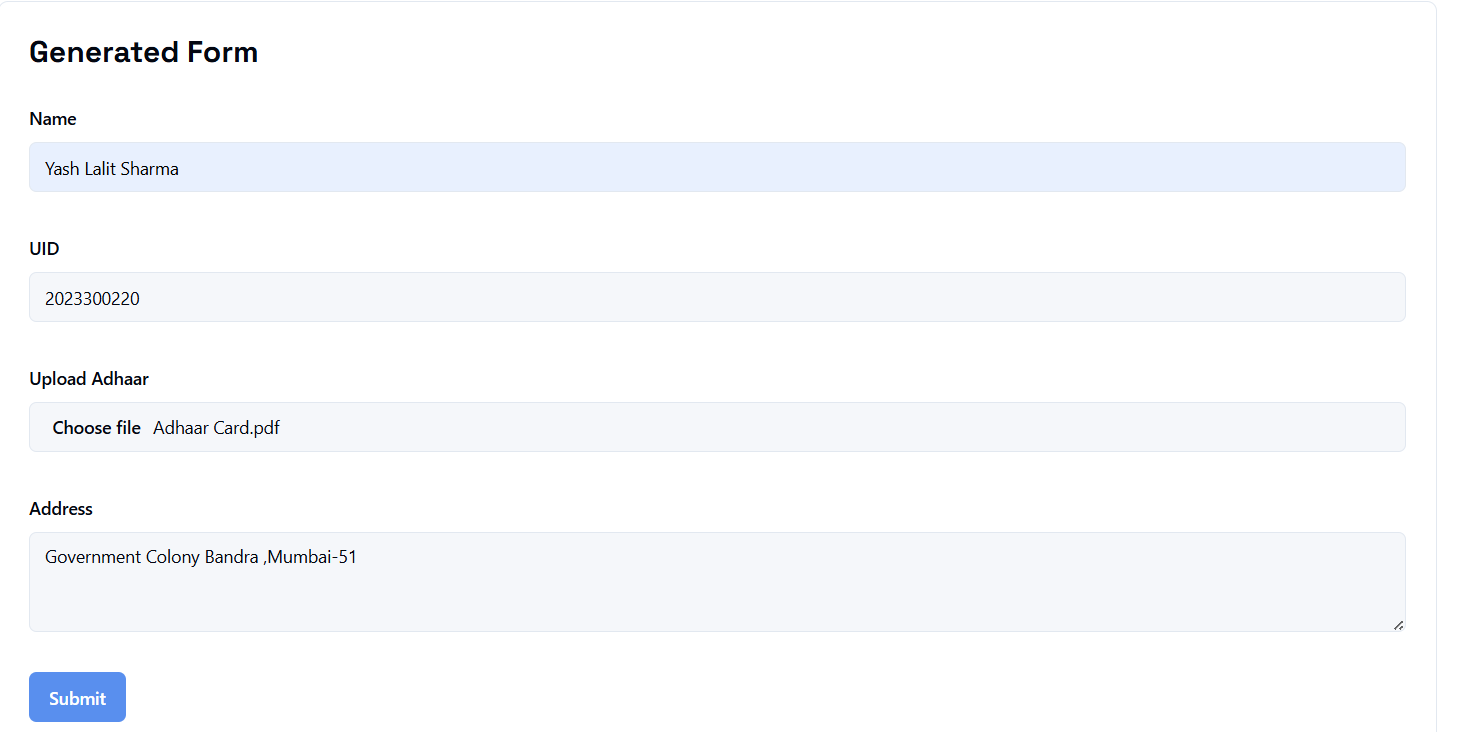 Generated Form
Name
Yash Lalit Sharma
UID
2023300220
Upload Adhaar
Choose file Adhaar Card.pdf
Address
Government Colony Bandra ,Mumbai-51
Submit